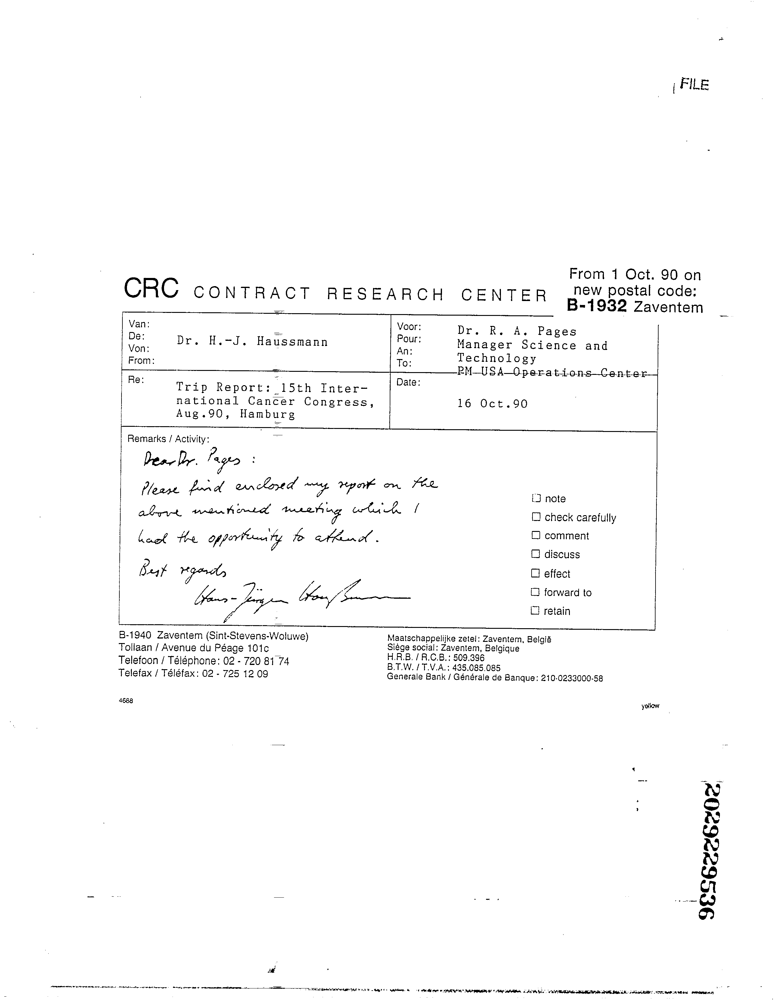 FILE
From 1 Oct. 90 on
new postal code:
B-1932 Zaventem
CRC CONTRACT RESEARCH CENTER
Van:
De:
Von:
From:
Dr. H.-J. Haussmann
Voor:
Pour:
An:
To:
Dr. R. A. Pages
Manager Science and
Technology
PM USA Operations Center
Re:
Trip Report: 15th Inter-
national Cancer Congress,
Aug.90, Hamburg
Date:
16 Oct.90
Remarks / Activity:
Dear Dr. Pages :
Please find enclosed my report on the
above mentioned meeting which I
had the opportunity to attend.
Best regards
Hans-Jürgen Haußmann
note
check carefully
comment
discuss
effect
forward to
retain
B-1940 Zaventem (Sint-Stevens-Woluwe)
Tollaan / Avenue du Péage 101c
Telefoon / Téléphone: 02 - 720 81 74
Telefax / Téléfax: 02 - 725 12 09
Maatschappelijke zetel: Zaventem, België
Siège social: Zaventem, Belgique
H.R.B. / R.C.B.: 509.396
B.T.W. / T.V.A.: 435.085.085
Generale Bank / Générale de Banque: 210-0233000-58
4668
yellow
2029229536